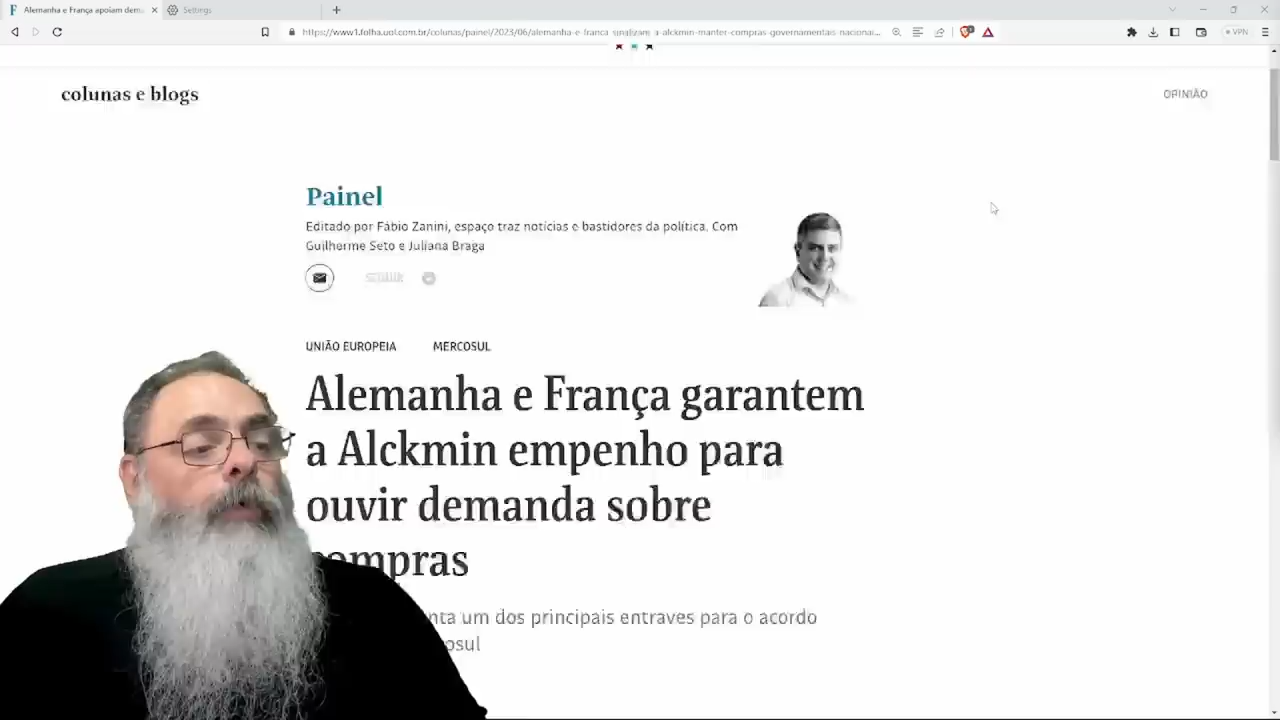 Alemanha e França apoiam dem
Settings
https://www1.folha.uol.com.br/colunas/painel/2023/06/alemanha-e-franca-sinalizam-a-alckmin-manter-compras-governamentais-nacionai...
VPN
colunas e blogs
OPINIÃO
Painel
Editado por Fábio Zanini, espaço traz notícias e bastidores da política. Com
Guilherme Seto e Juliana Braga
UNIÃO EUROPEIA MERCOSUL
Alemanha e França garantem
a Alckmin empenho para
ouvir demanda sobre
compras
um dos principais entraves para o acordo